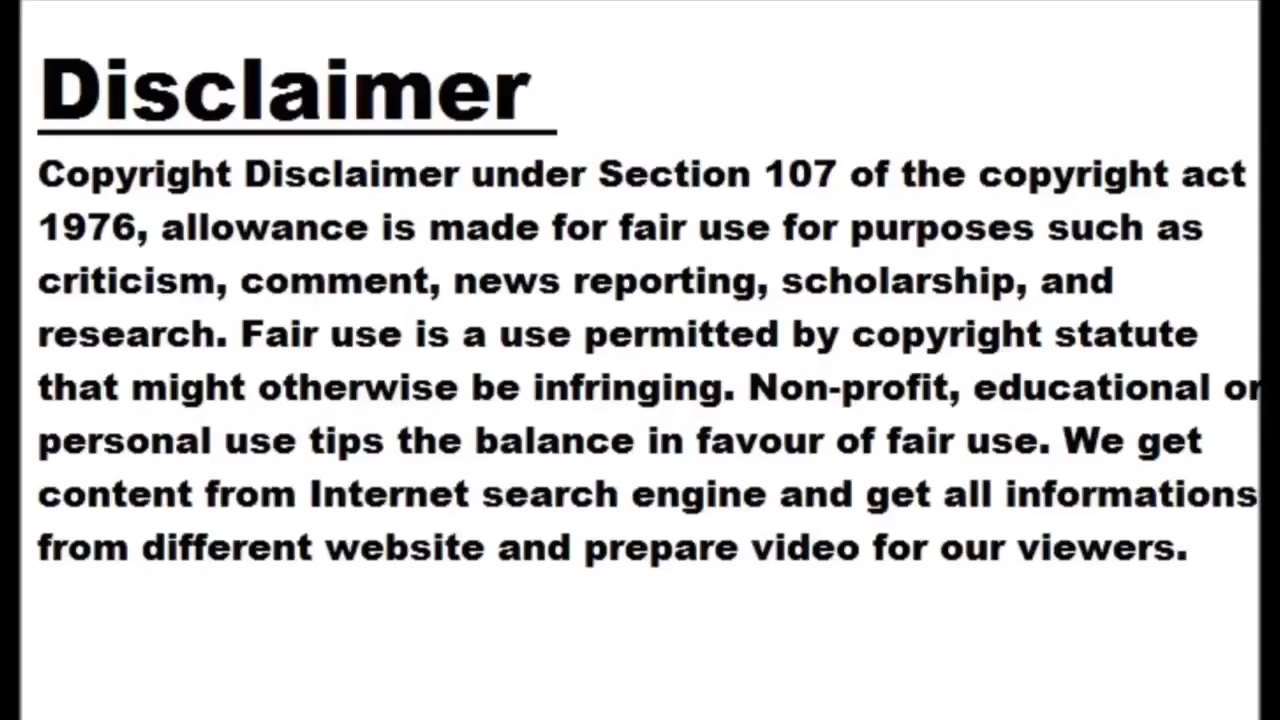 Disclaimer
Copyright Disclaimer under Section 107 of the copyright act
1976, allowance is made for fair use for purposes such as
criticism, comment, news reporting, scholarship, and
research. Fair use is a use permitted by copyright statute
that might otherwise be infringing. Non-profit, educational or
personal use tips the balance in favour of fair use. We get
content from Internet search engine and get all informations
from different website and prepare video for our viewers.